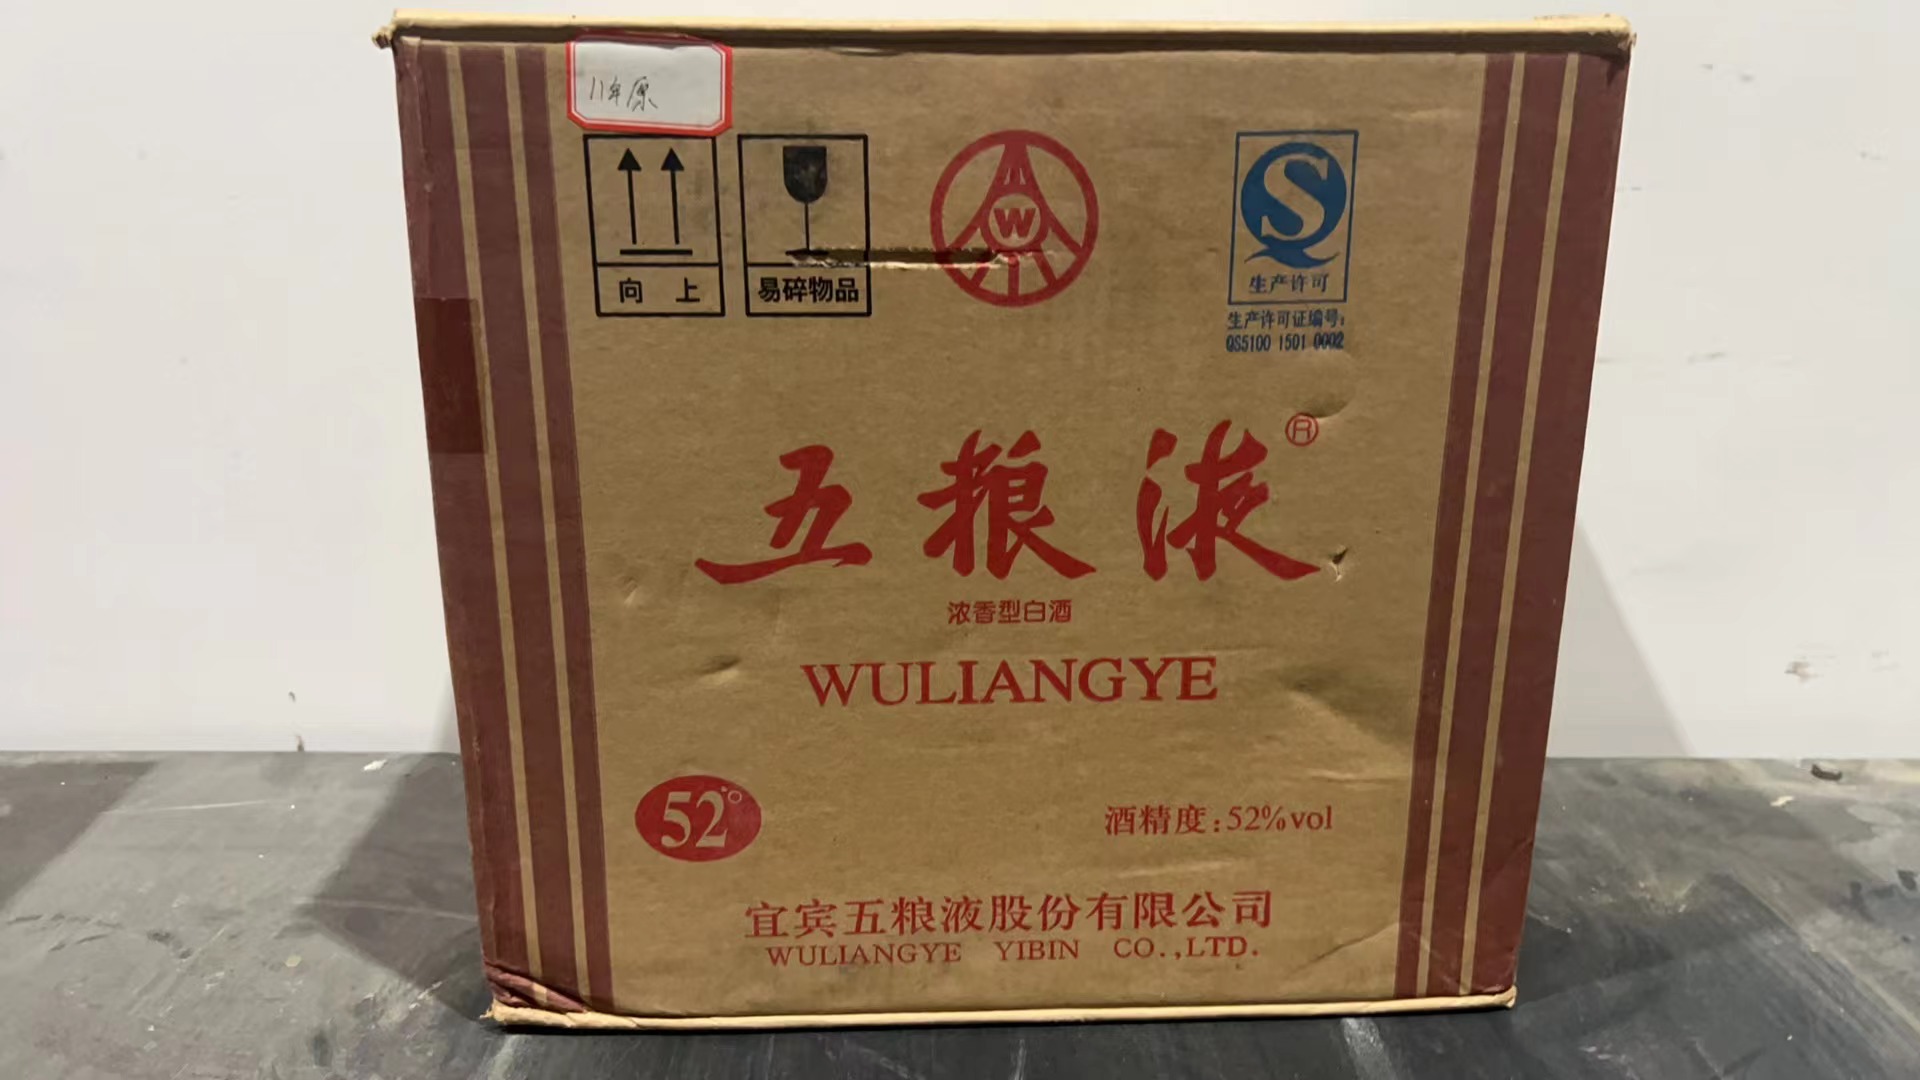 11年原
向 上
易碎物品
W
QS
生产许可
生产许可证编号:
QS5100 1501 0002
五粮液®
浓香型白酒
WULIANGYE
52°
酒精度:52%vol
宜宾五粮液股份有限公司
WULIANGYE YIBIN CO.,LTD.